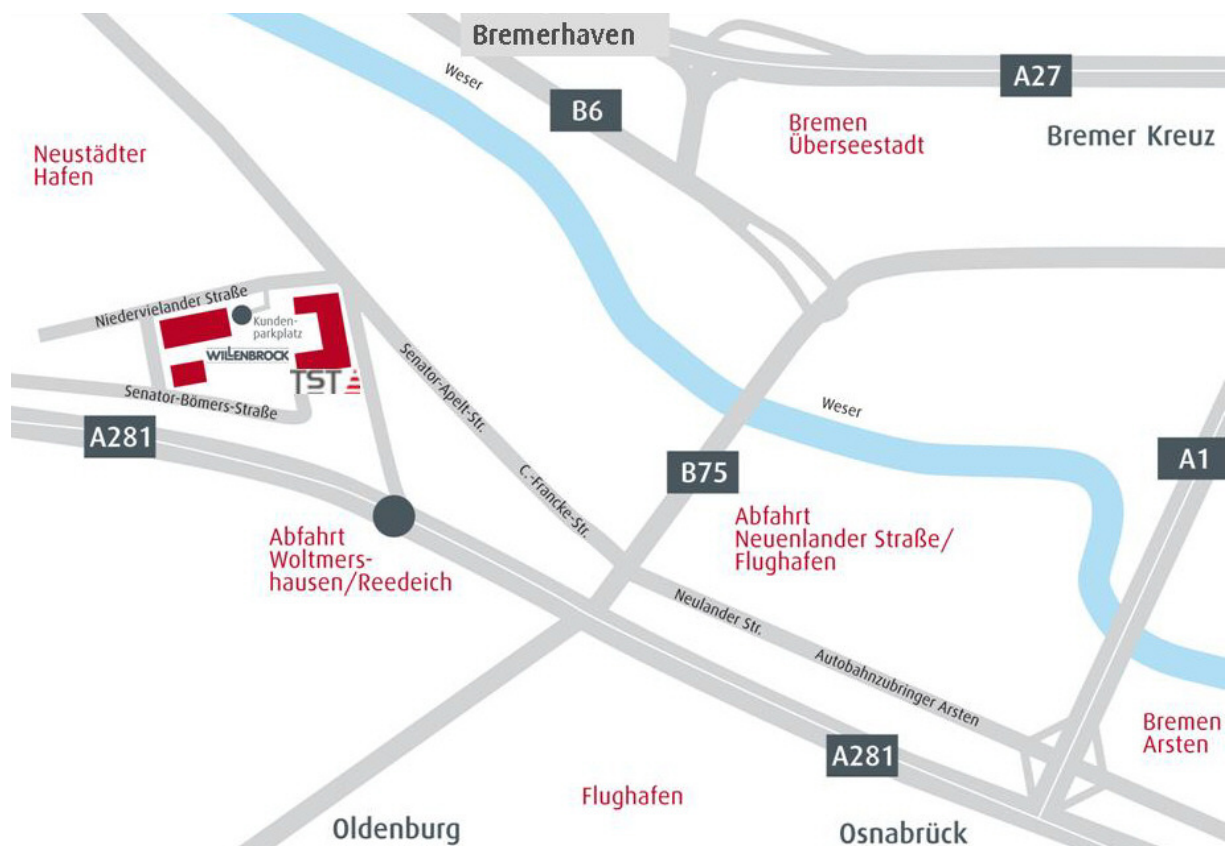 Bremerhaven
Weser
A27
B6
Bremen
Überseestadt
Bremer Kreuz
Neustädter
Hafen
Niedervielander Straße
Kunden-
parkplatz
WILLENBROCK
TST
Senator-Bömers-Straße
Senator-Apelt-Str.
Weser
A281
B75
A1
C.-Francke-Str.
Abfahrt
Woltmers-
hausen/Reedeich
Abfahrt
Neuenlander Straße/
Flughafen
Neulander Str.
Autobahnzubringer Arsten
Bremen
Arsten
A281
Flughafen
Oldenburg
Osnabrück